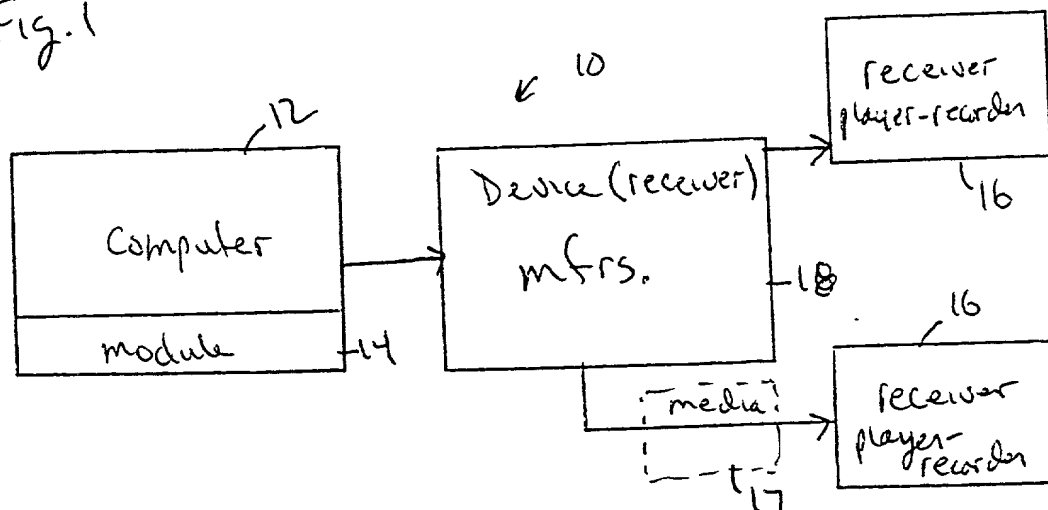 Fig. 1
10
12
Computer
module
14
Device (receiver)
mfrs.
18
receiver
player-recorder
16
media
17
16
receiver
player-
recorder